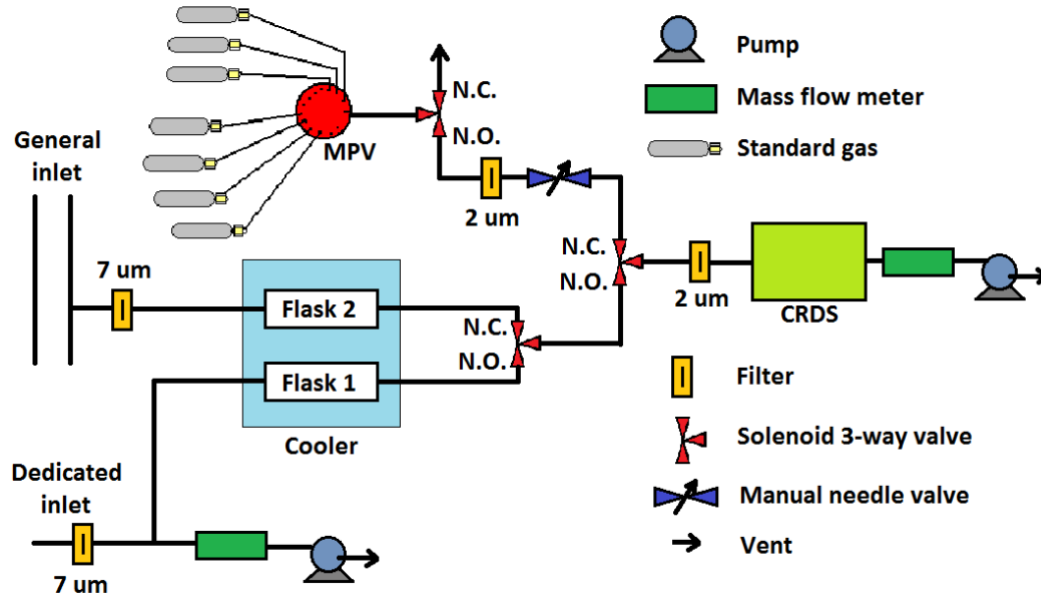 Pump
Mass flow meter
Standard gas
N.C.
N.O.
MPV
2 um
General
inlet
7 um
Flask 2
Flask 1
Cooler
N.C.
N.O.
N.C.
N.O.
2 um
CRDS
Dedicated
inlet
7 um
Filter
Solenoid 3-way valve
Manual needle valve
Vent